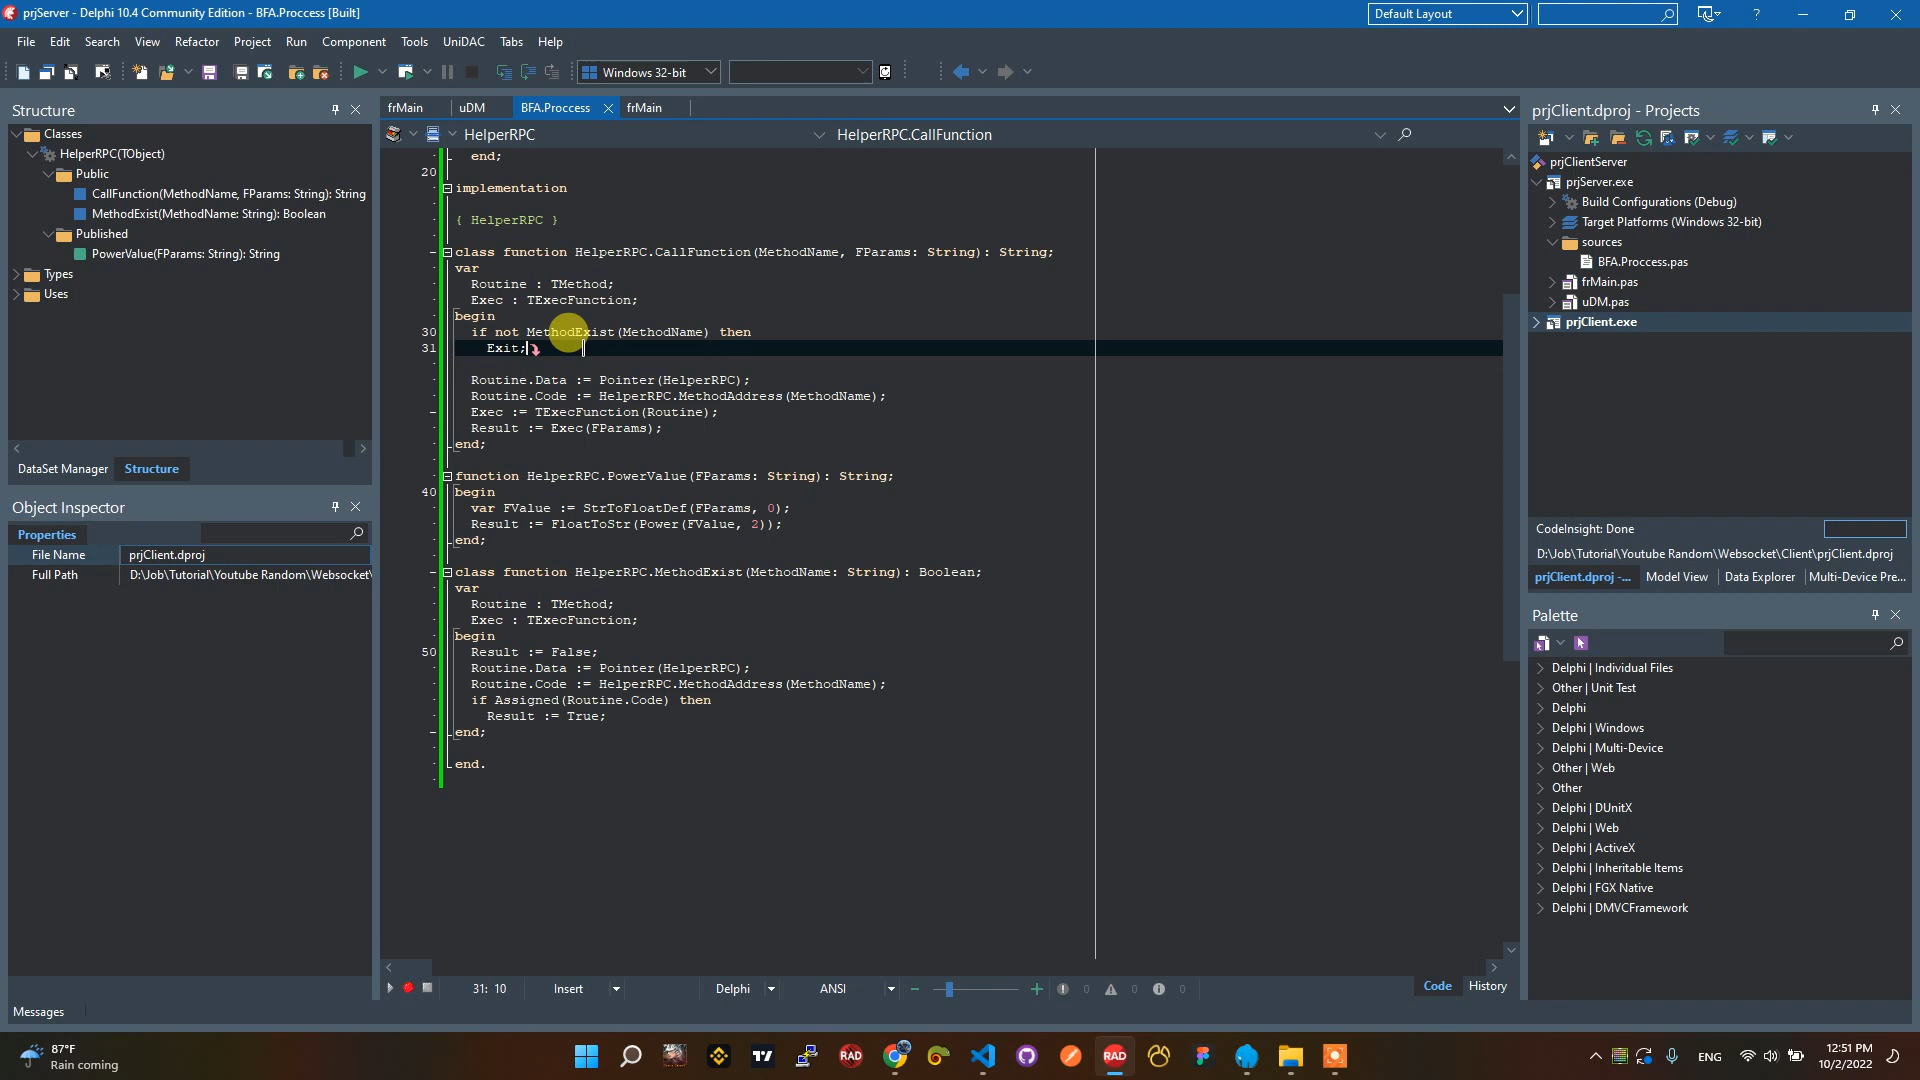 prjServer - Delphi 10.4 Community Edition - BFA.Proccess [Built]
Default Layout
?
File Edit Search View Refactor Project Run Component Tools UniDAC Tabs Help
Windows 32-bit
Structure
Classes
HelperRPC(TObject)
Public
CallFunction(MethodName, FParams: String): String
MethodExist(MethodName: String): Boolean
Published
PowerValue(FParams: String): String
Types
Uses
DataSet Manager Structure
Object Inspector
Properties
File Name prjClient.dproj
Full Path D:\Job\Tutorial\Youtube Random\Websocket\
frMain uDM BFA.Proccess frMain
HelperRPC HelperRPC.CallFunction
end;
20
implementation
{ HelperRPC }
class function HelperRPC.CallFunction(MethodName, FParams: String): String;
var
Routine : TMethod;
Exec : TExecFunction;
begin
30 if not MethodExist(MethodName) then
31 Exit;
Routine.Data := Pointer(HelperRPC);
Routine.Code := HelperRPC.MethodAddress(MethodName);
Exec := TExecFunction(Routine);
Result := Exec(FParams);
end;
function HelperRPC.PowerValue(FParams: String): String;
40 begin
var FValue := StrToFloatDef(FParams, 0);
Result := FloatToStr(Power(FValue, 2));
end;
class function HelperRPC.MethodExist(MethodName: String): Boolean;
var
Routine : TMethod;
Exec : TExecFunction;
begin
50 Result := False;
Routine.Data := Pointer(HelperRPC);
Routine.Code := HelperRPC.MethodAddress(MethodName);
if Assigned(Routine.Code) then
Result := True;
end;
end.
31: 10 Insert Delphi ANSI 0 0 0
Code History
prjClient.dproj - Projects
prjClientServer
prjServer.exe
Build Configurations (Debug)
Target Platforms (Windows 32-bit)
sources
BFA.Proccess.pas
frMain.pas
uDM.pas
prjClient.exe
CodeInsight: Done
D:\Job\Tutorial\Youtube Random\Websocket\Client\prjClient.dproj
prjClient.dproj -... Model View Data Explorer Multi-Device Pre...
Palette
Delphi | Individual Files
Other | Unit Test
Delphi
Delphi | Windows
Delphi | Multi-Device
Other | Web
Other
Delphi | DUnitX
Delphi | Web
Delphi | ActiveX
Delphi | Inheritable Items
Delphi | FGX Native
Delphi | DMVCFramework
Messages
87°F
Rain coming
RAD
RAD
ENG
12:51 PM
10/2/2022